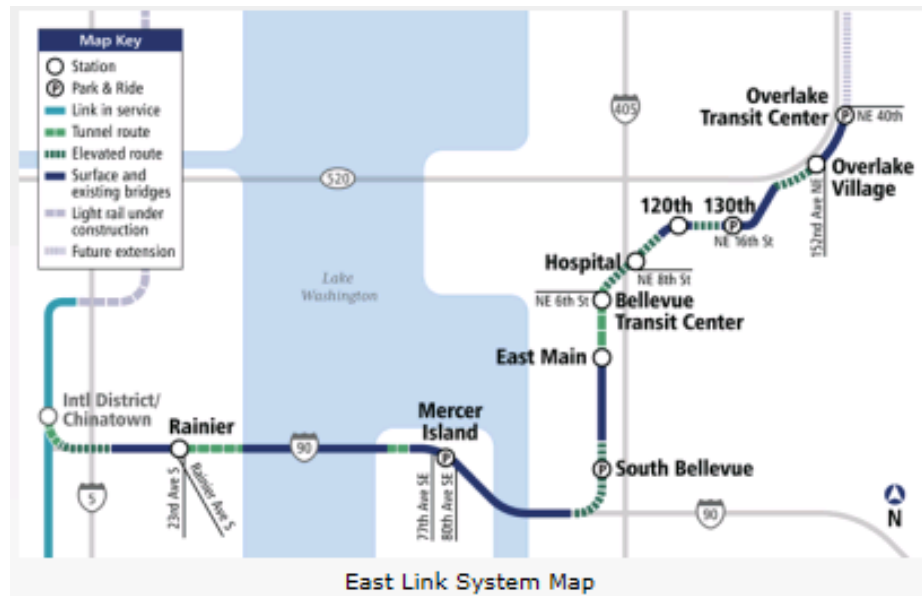 Map Key
Station
P Park & Ride
Link in service
Tunnel route
Elevated route
Surface and
existing bridges
Light rail under
construction
Future extension
405
Overlake
Transit Center
P
NE 40th
520
Overlake
Village
152nd Ave NE
120th
130th
P
NE 16th St
Hospital
NE 8th St
Lake
Washington
NE 6th St
Bellevue
Transit Center
East Main
Intl District/
Chinatown
Rainier
23rd Ave S
Rainier Ave S
5
90
Mercer
Island
P
77th Ave SE
80th Ave SE
P
South Bellevue
90
N
East Link System Map